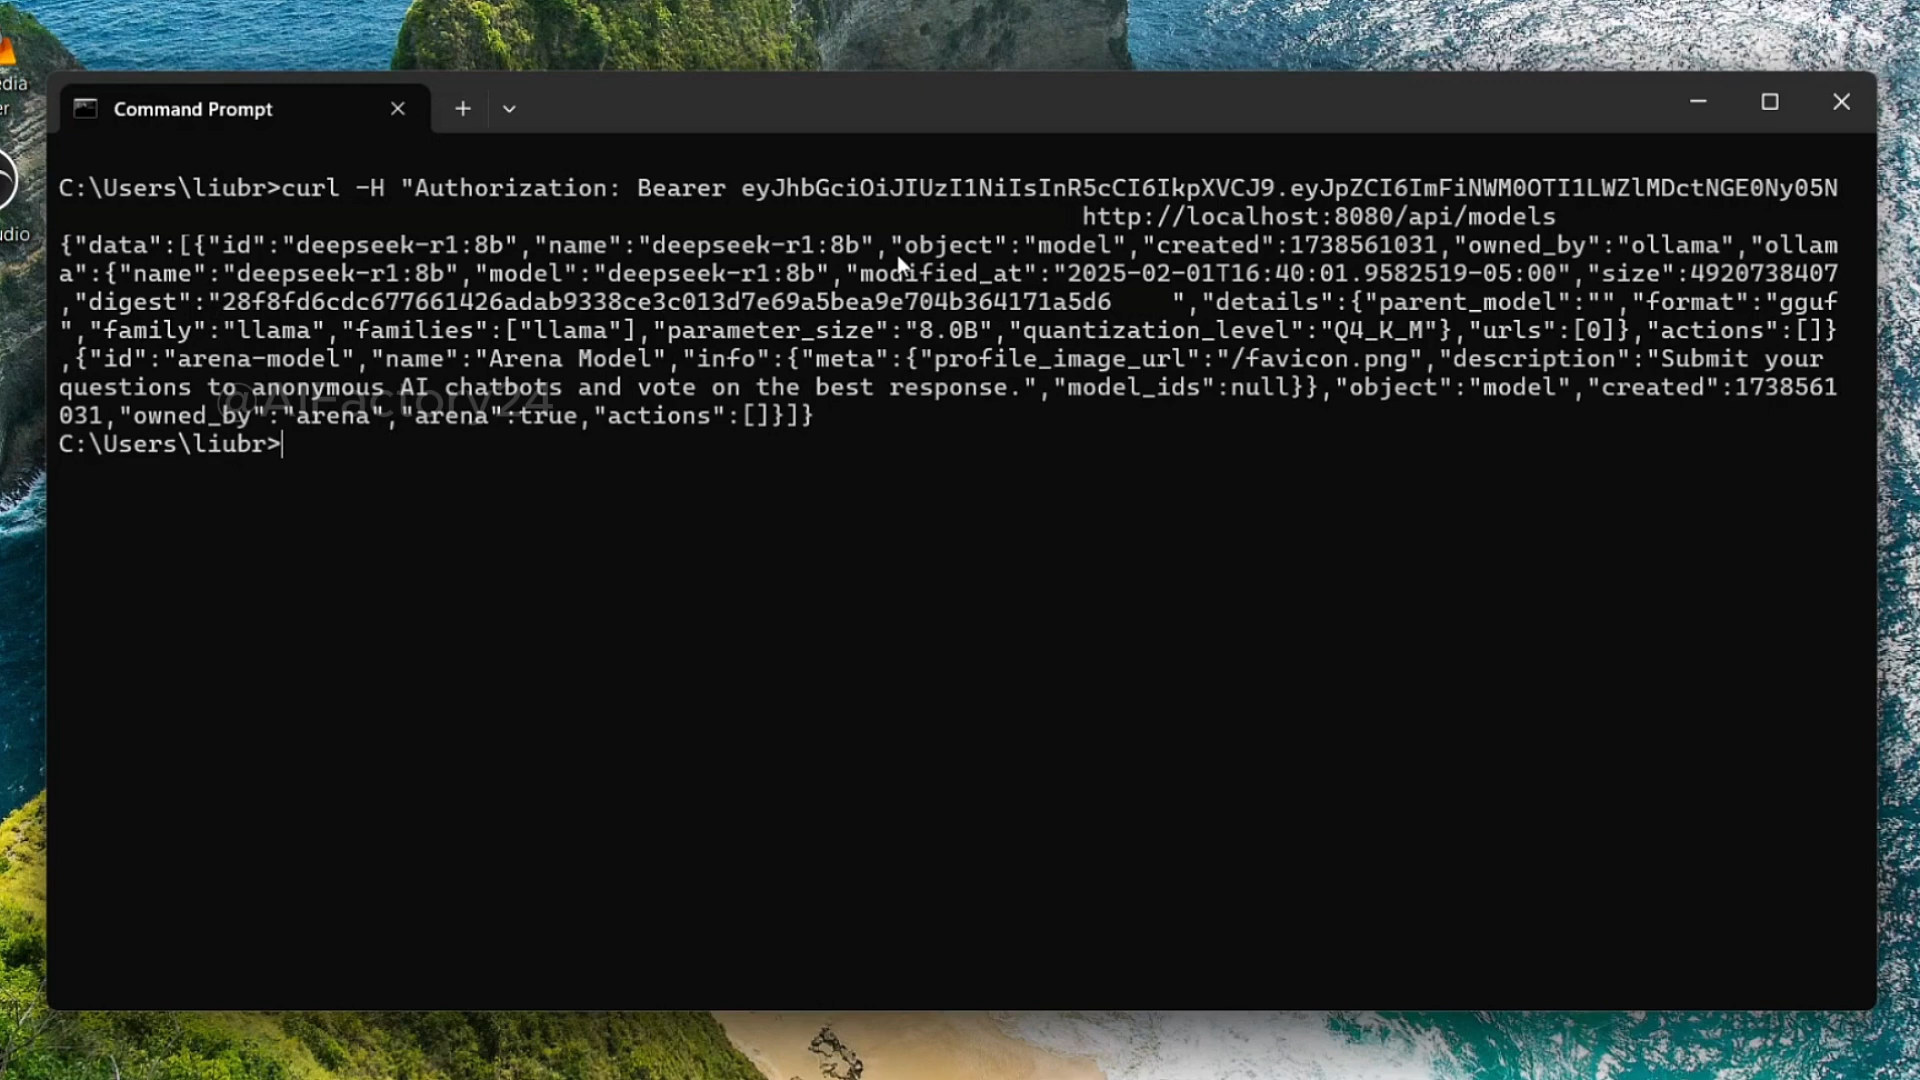 edia
er
udio
Command Prompt
C:\Users\liubr>curl -H "Authorization: Bearer eyJhbGciOiJIUzI1NiIsInR5cCI6IkpXVCJ9.eyJpZCI6ImFiNWM0OTI1LWZlMDctNGE0Ny05N
http://localhost:8080/api/models
{"data":[{"id":"deepseek-r1:8b","name":"deepseek-r1:8b","object":"model","created":1738561031,"owned_by":"ollama","ollam
a":{"name":"deepseek-r1:8b","model":"deepseek-r1:8b","modified_at":"2025-02-01T16:40:01.9582519-05:00","size":4920738407
,"digest":"28f8fd6cdc677661426adab9338ce3c013d7e69a5bea9e704b364171a5d6    ","details":{"parent_model":"","format":"gguf
","family":"llama","families":["llama"],"parameter_size":"8.0B","quantization_level":"Q4_K_M"},"urls":[0]},"actions":[]}
,{"id":"arena-model","name":"Arena Model","info":{"meta":{"profile_image_url":"/favicon.png","description":"Submit your
questions to anonymous AI chatbots and vote on the best response.","model_ids":null}},"object":"model","created":1738561
@AIFactory24
031,"owned_by":"arena","arena":true,"actions":[]}]}
C:\Users\liubr>